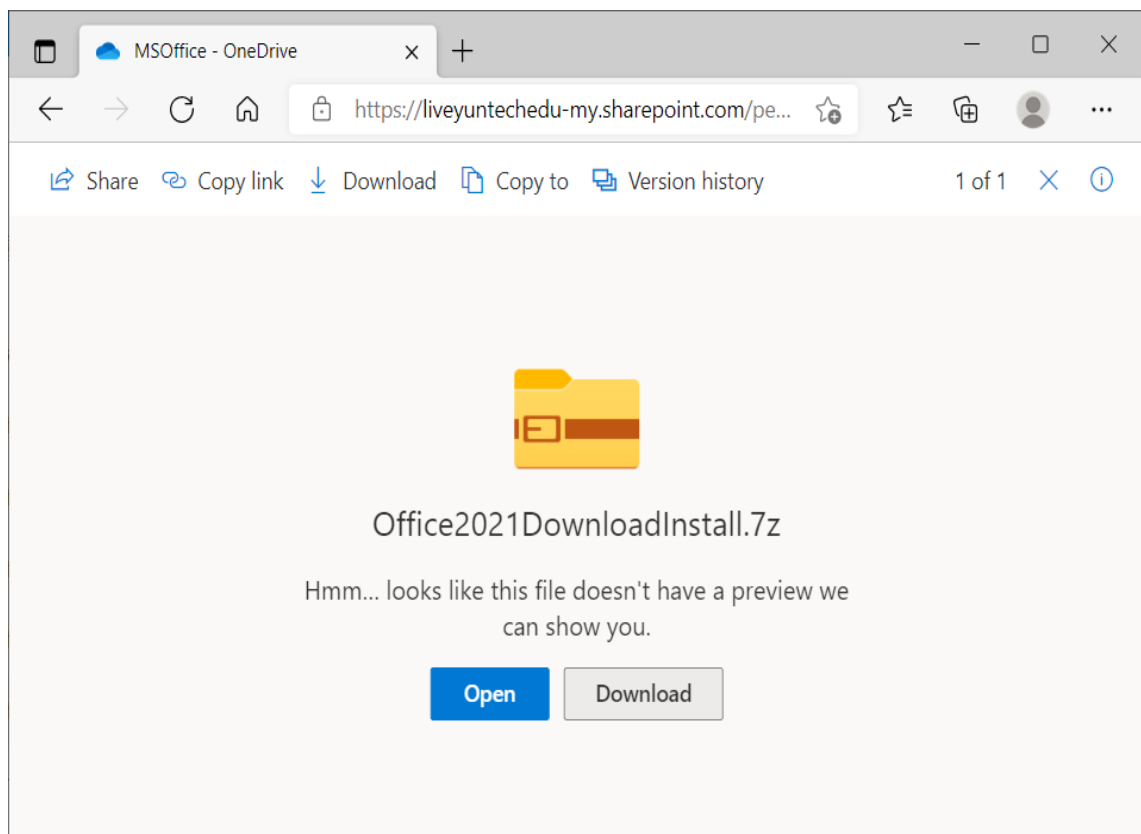 MSOffice - OneDrive
https://liveyuntechedu-my.sharepoint.com/pe...
Share Copy link Download Copy to Version history 1 of 1
Office2021DownloadInstall.7z
Hmm... looks like this file doesn't have a preview we
can show you.
Open Download